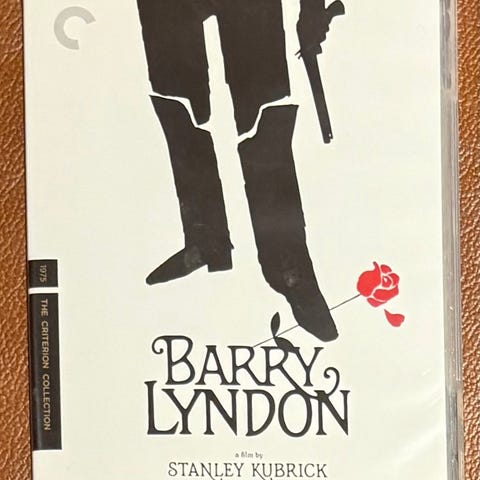 1975
THE CRITERION COLLECTION
BARRY
LYNDON
a film by
STANLEY KUBRICK